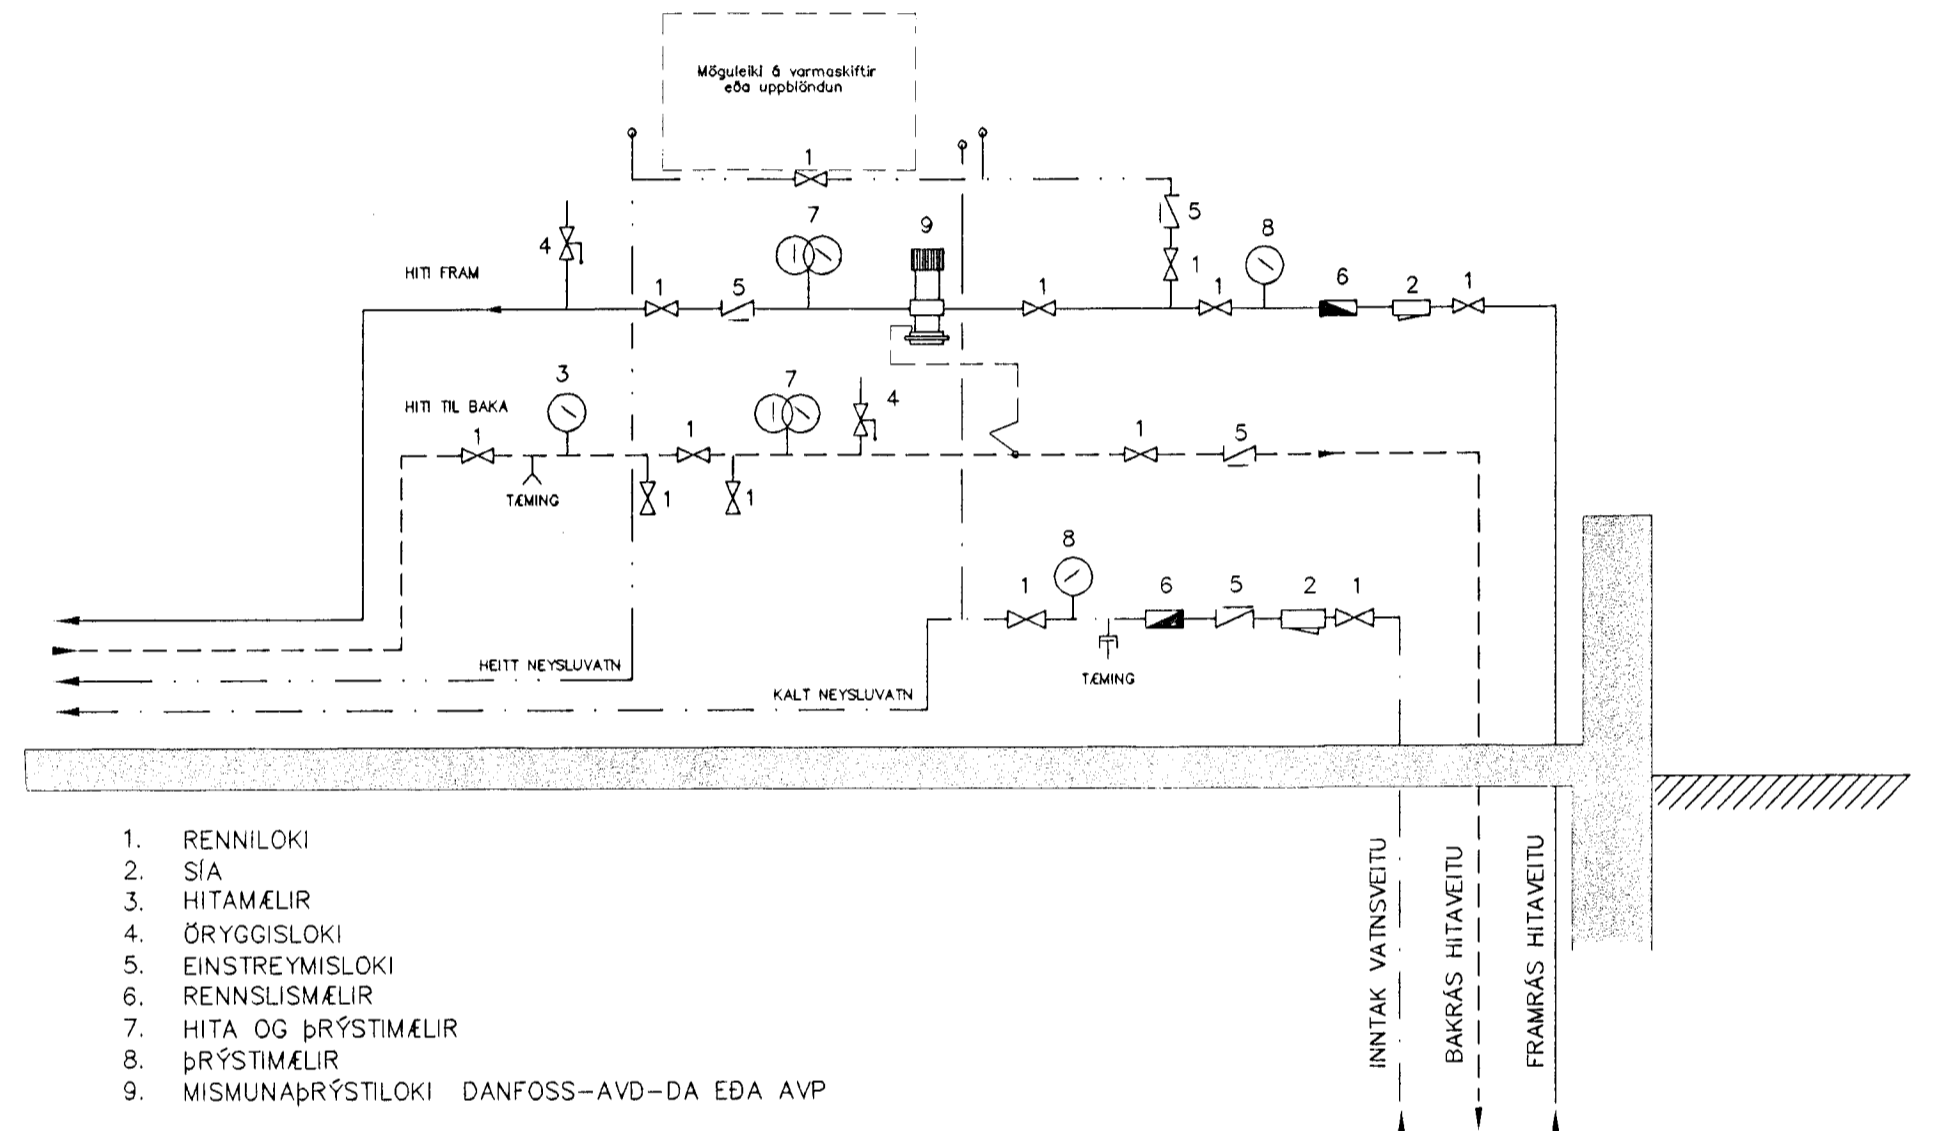 Möguleiki á varmaskiftir
eða uppblöndun
1
5
7
9
8
4
1
6
2
1
HITI FRAM
1
5
1
1
3
7
4
HITI TIL BAKA
1
1
1
5
TÆMING
1
1
8
1
6
5
2
1
HEITT NEYSLUVATN
TÆMING
KALT NEYSLUVATN
1. RENNILOKI
2. SÍA
3. HITAMÆLIR
4. ÖRYGGISLOKI
5. EINSTREYMISLOKI
6. RENNSLISMÆLIR
7. HITA OG ÞRÝSTIMÆLIR
8. ÞRÝSTIMÆLIR
9. MISMUNAÞRÝSTILOKI DANFOSS-AVD-DA EÐA AVP
INNTAK VATNSVEITU
BAKRÁS HITAVEITU
FRAMRÁS HITAVEITU